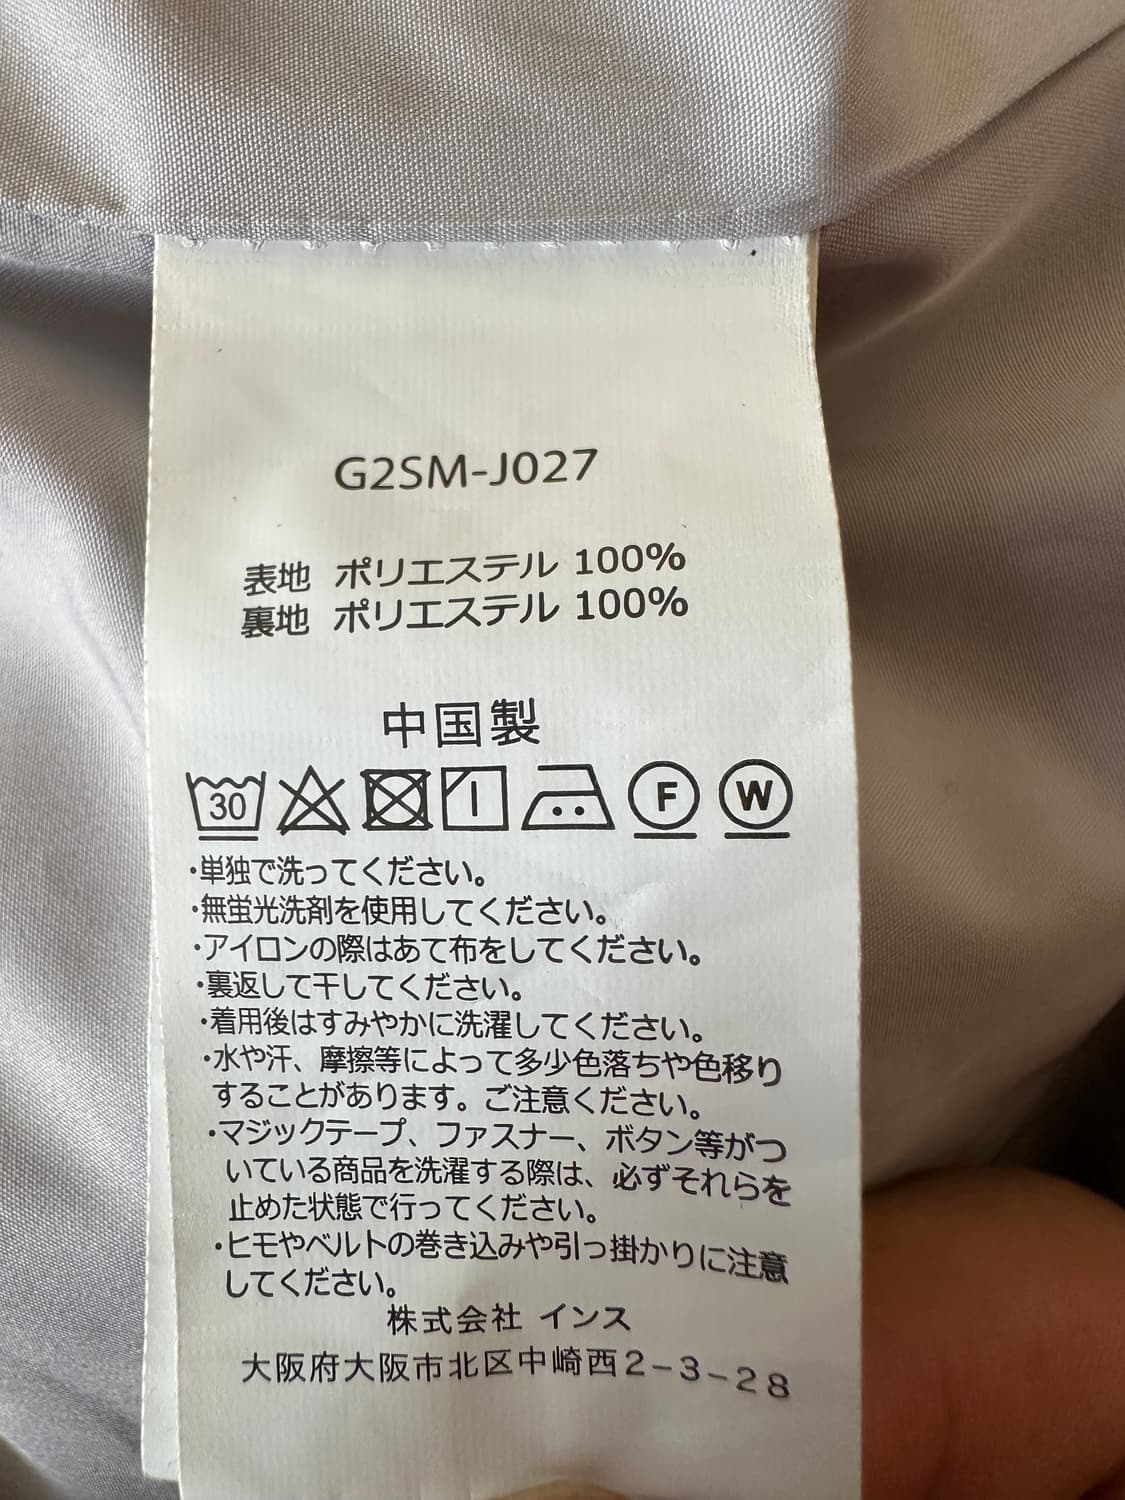 G2SM-J027
表地 ポリエステル 100%
裏地 ポリエステル 100%
中国製
30 F W
・単独で洗ってください。
・無蛍光洗剤を使用してください。
・アイロンの際はあて布をしてください。
・裏返して干してください。
・着用後はすみやかに洗濯してください。
・水や汗、摩擦等によって多少色落ちや色移り
することがあります。ご注意ください。
・マジックテープ、ファスナー、ボタン等がつ
いている商品を洗濯する際は、必ずそれらを
止めた状態で行ってください。
・ヒモやベルトの巻き込みや引っ掛かりに注意
してください。
株式会社 インス
大阪府大阪市北区中崎西2-3-28